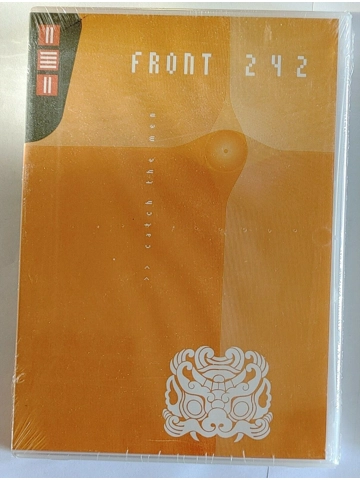 FRONT 242
>> catch the men